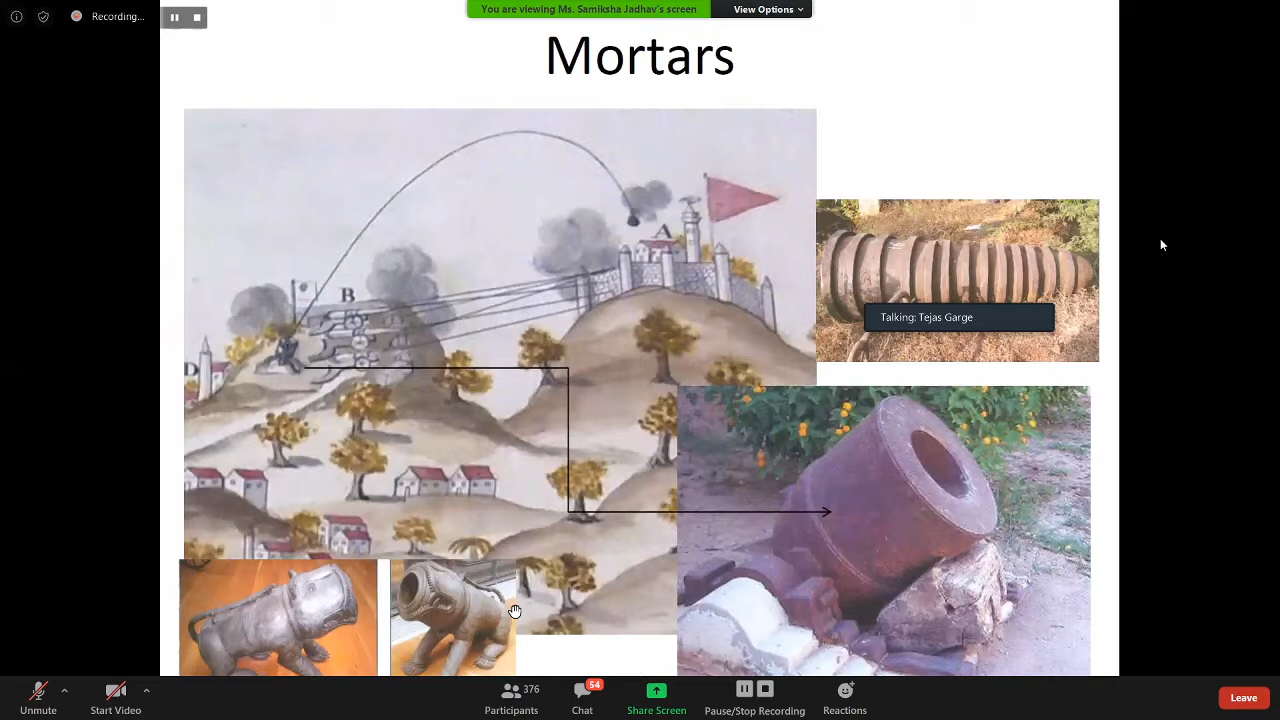 Recording...
You are viewing Ms. Samiksha Jadhav's screen
View Options
Mortars
A
B
D
Talking: Tejas Garge
Unmute
Start Video
376
Participants
54
Chat
Share Screen
Pause/Stop Recording
Reactions
Leave